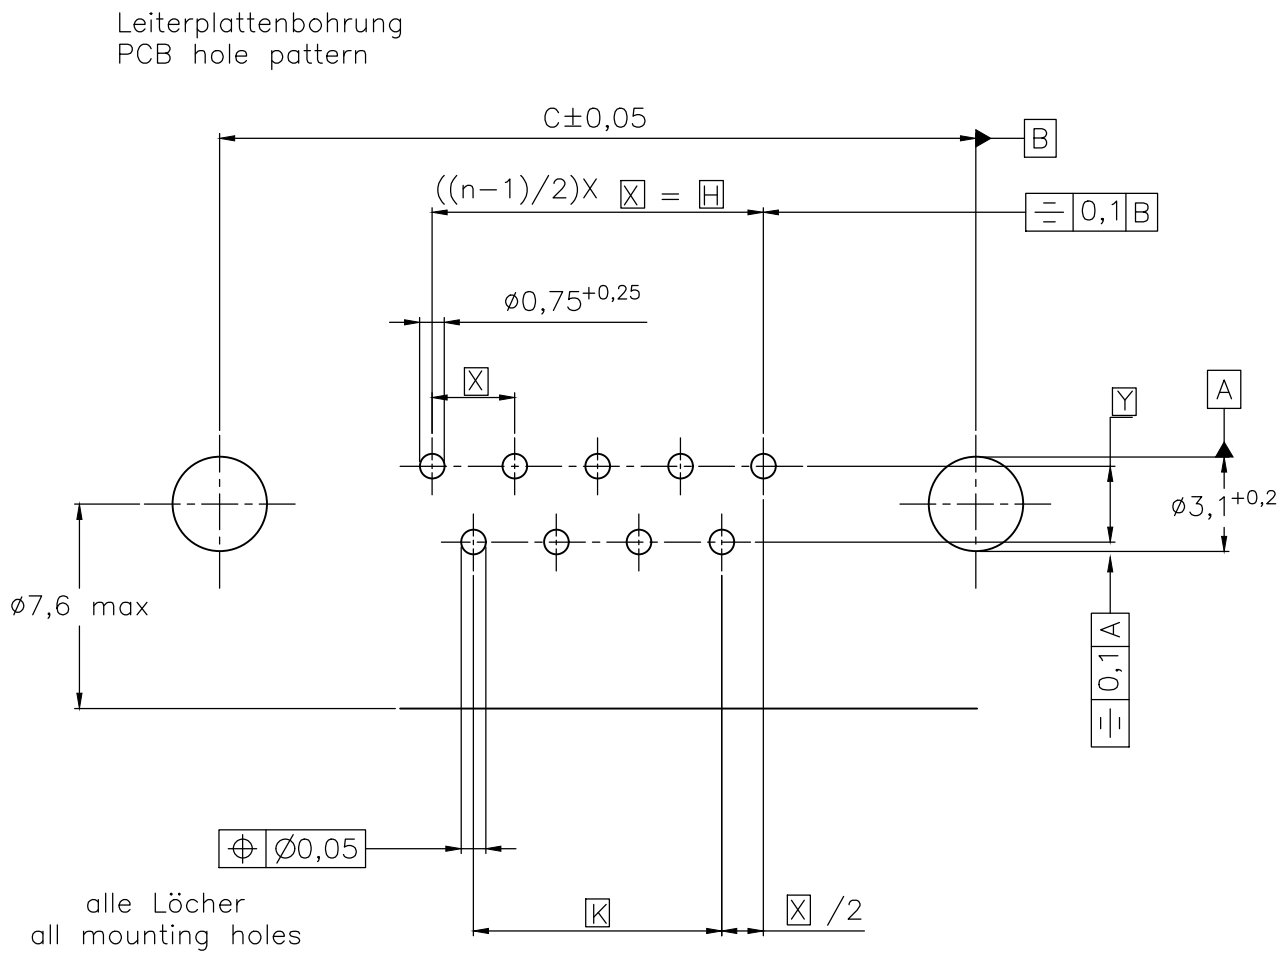 Leiterplattenbohrung
PCB hole pattern
C±0,05
B
((n-1)/2)X X = H
0,1 B
ø0,75+0,25
X
Y
A
ø3,1+0,2
ø7,6 max
0,1 A
Ø0,05
alle Löcher
all mounting holes
K
X /2